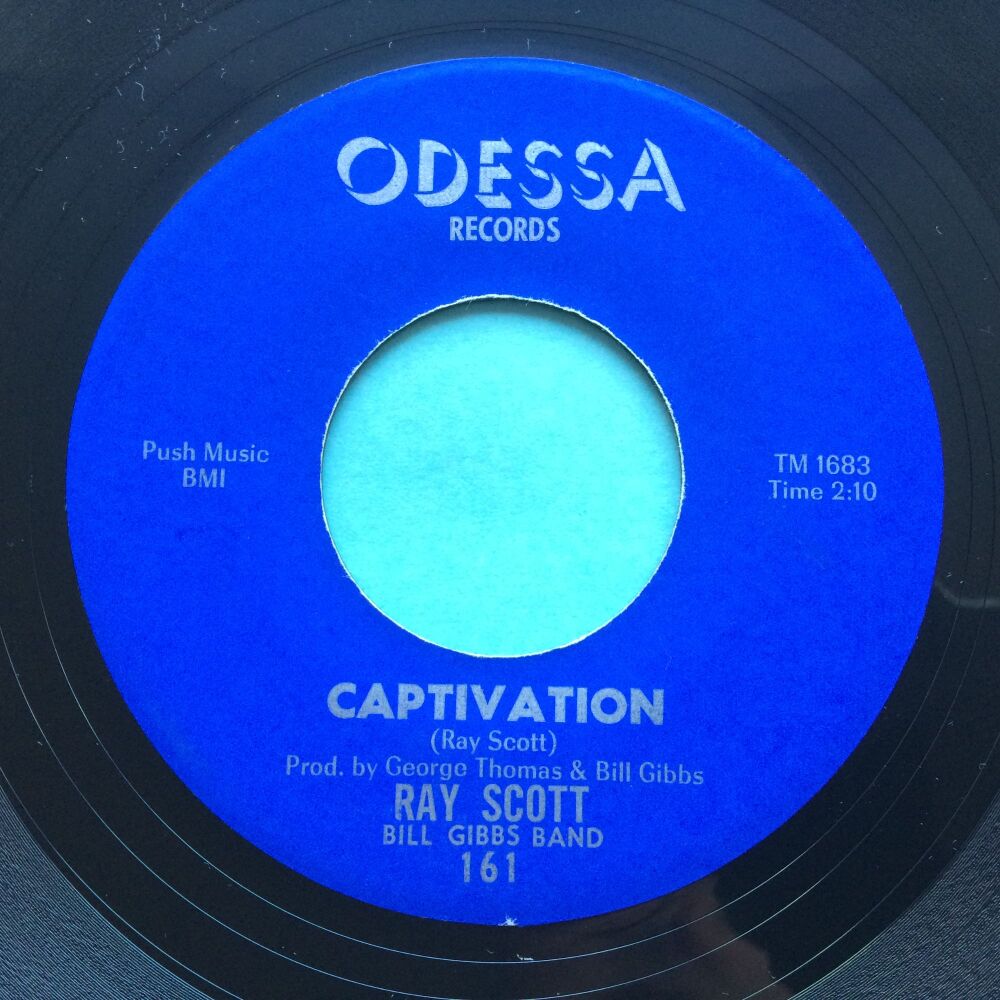 ODESSA
RECORDS
Push Music
BMI
TM 1683
Time 2:10
CAPTIVATION
(Ray Scott)
Prod. by George Thomas & Bill Gibbs
RAY SCOTT
BILL GIBBS BAND
161